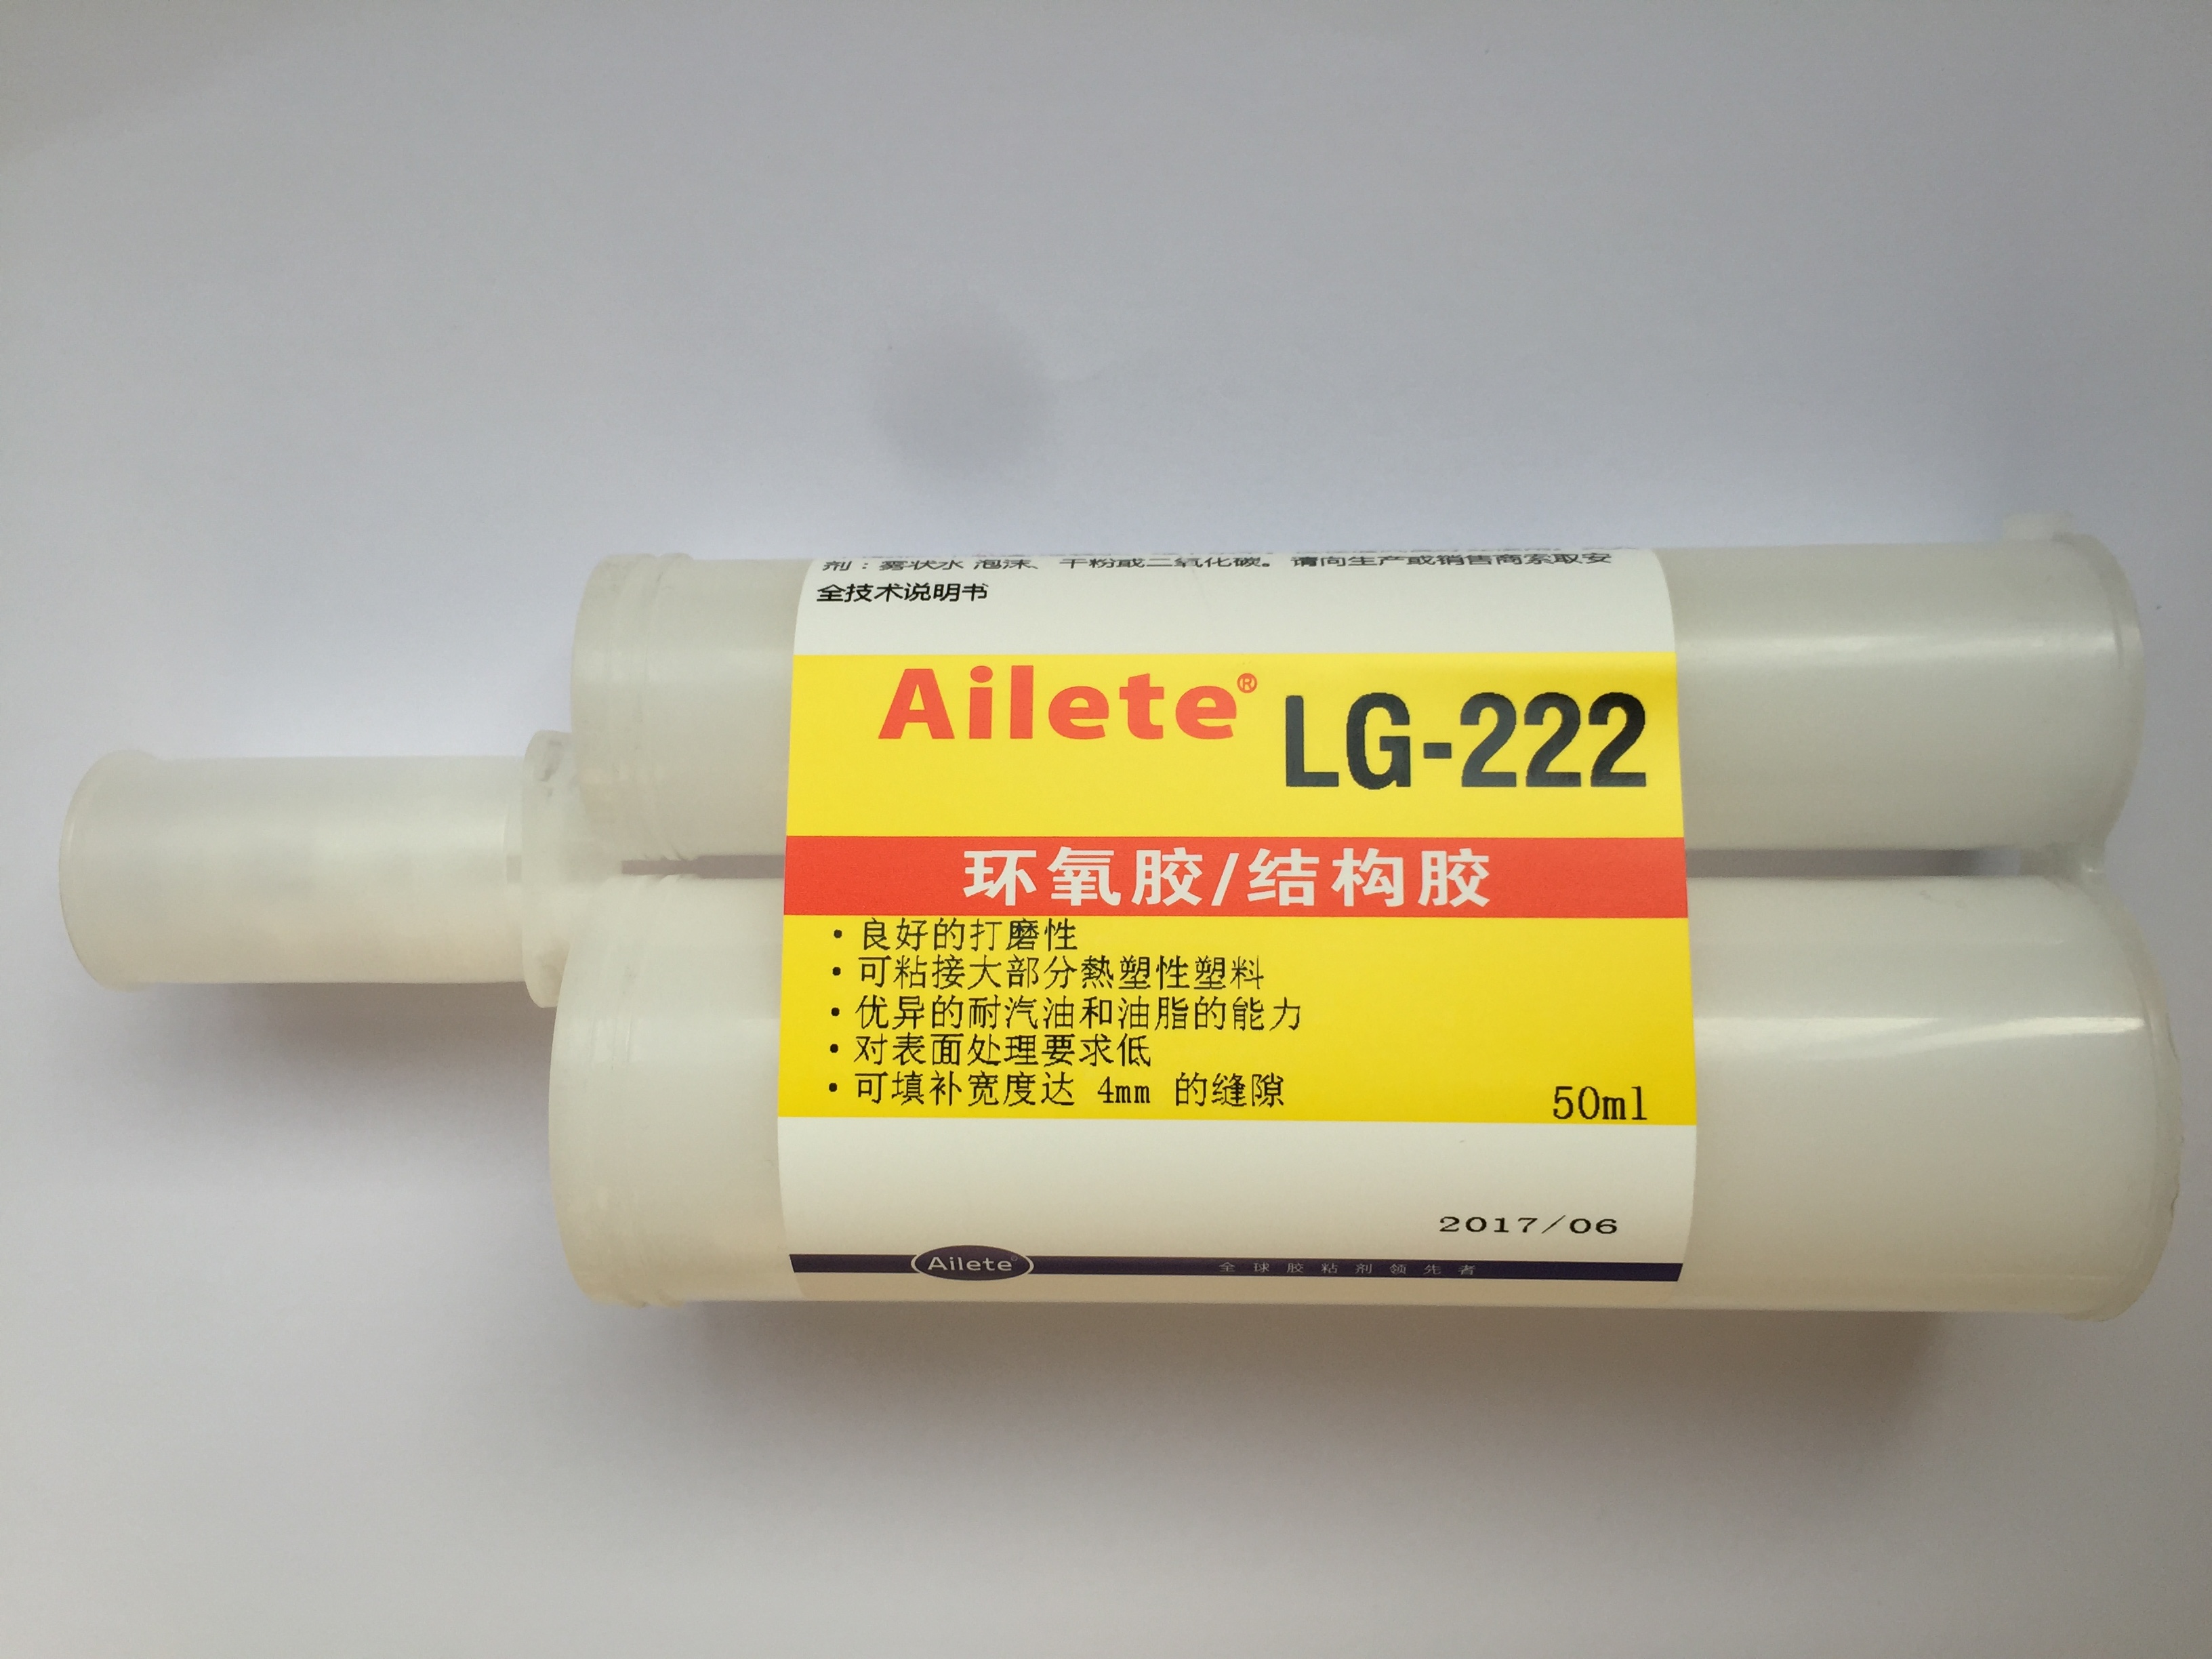 剂：雾状水 泡沫、干粉或二氧化碳。请向生产或销售商索取安
全技术说明书
Ailete® LG-222
环氧胶/结构胶
·良好的打磨性
·可粘接大部分熱塑性塑料
·优异的耐汽油和油脂的能力
·对表面处理要求低
·可填补宽度达 4mm 的缝隙
50ml
2017/06
Ailete 全球胶粘剂领先者